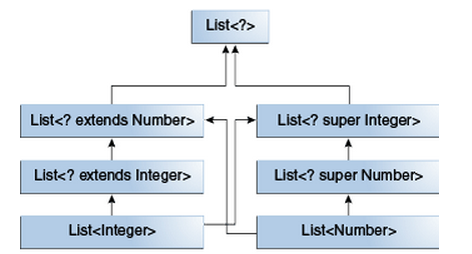 List<?>
List<? extends Number>
List<? super Integer>
List<? extends Integer>
List<? super Number>
List<Integer>
List<Number>